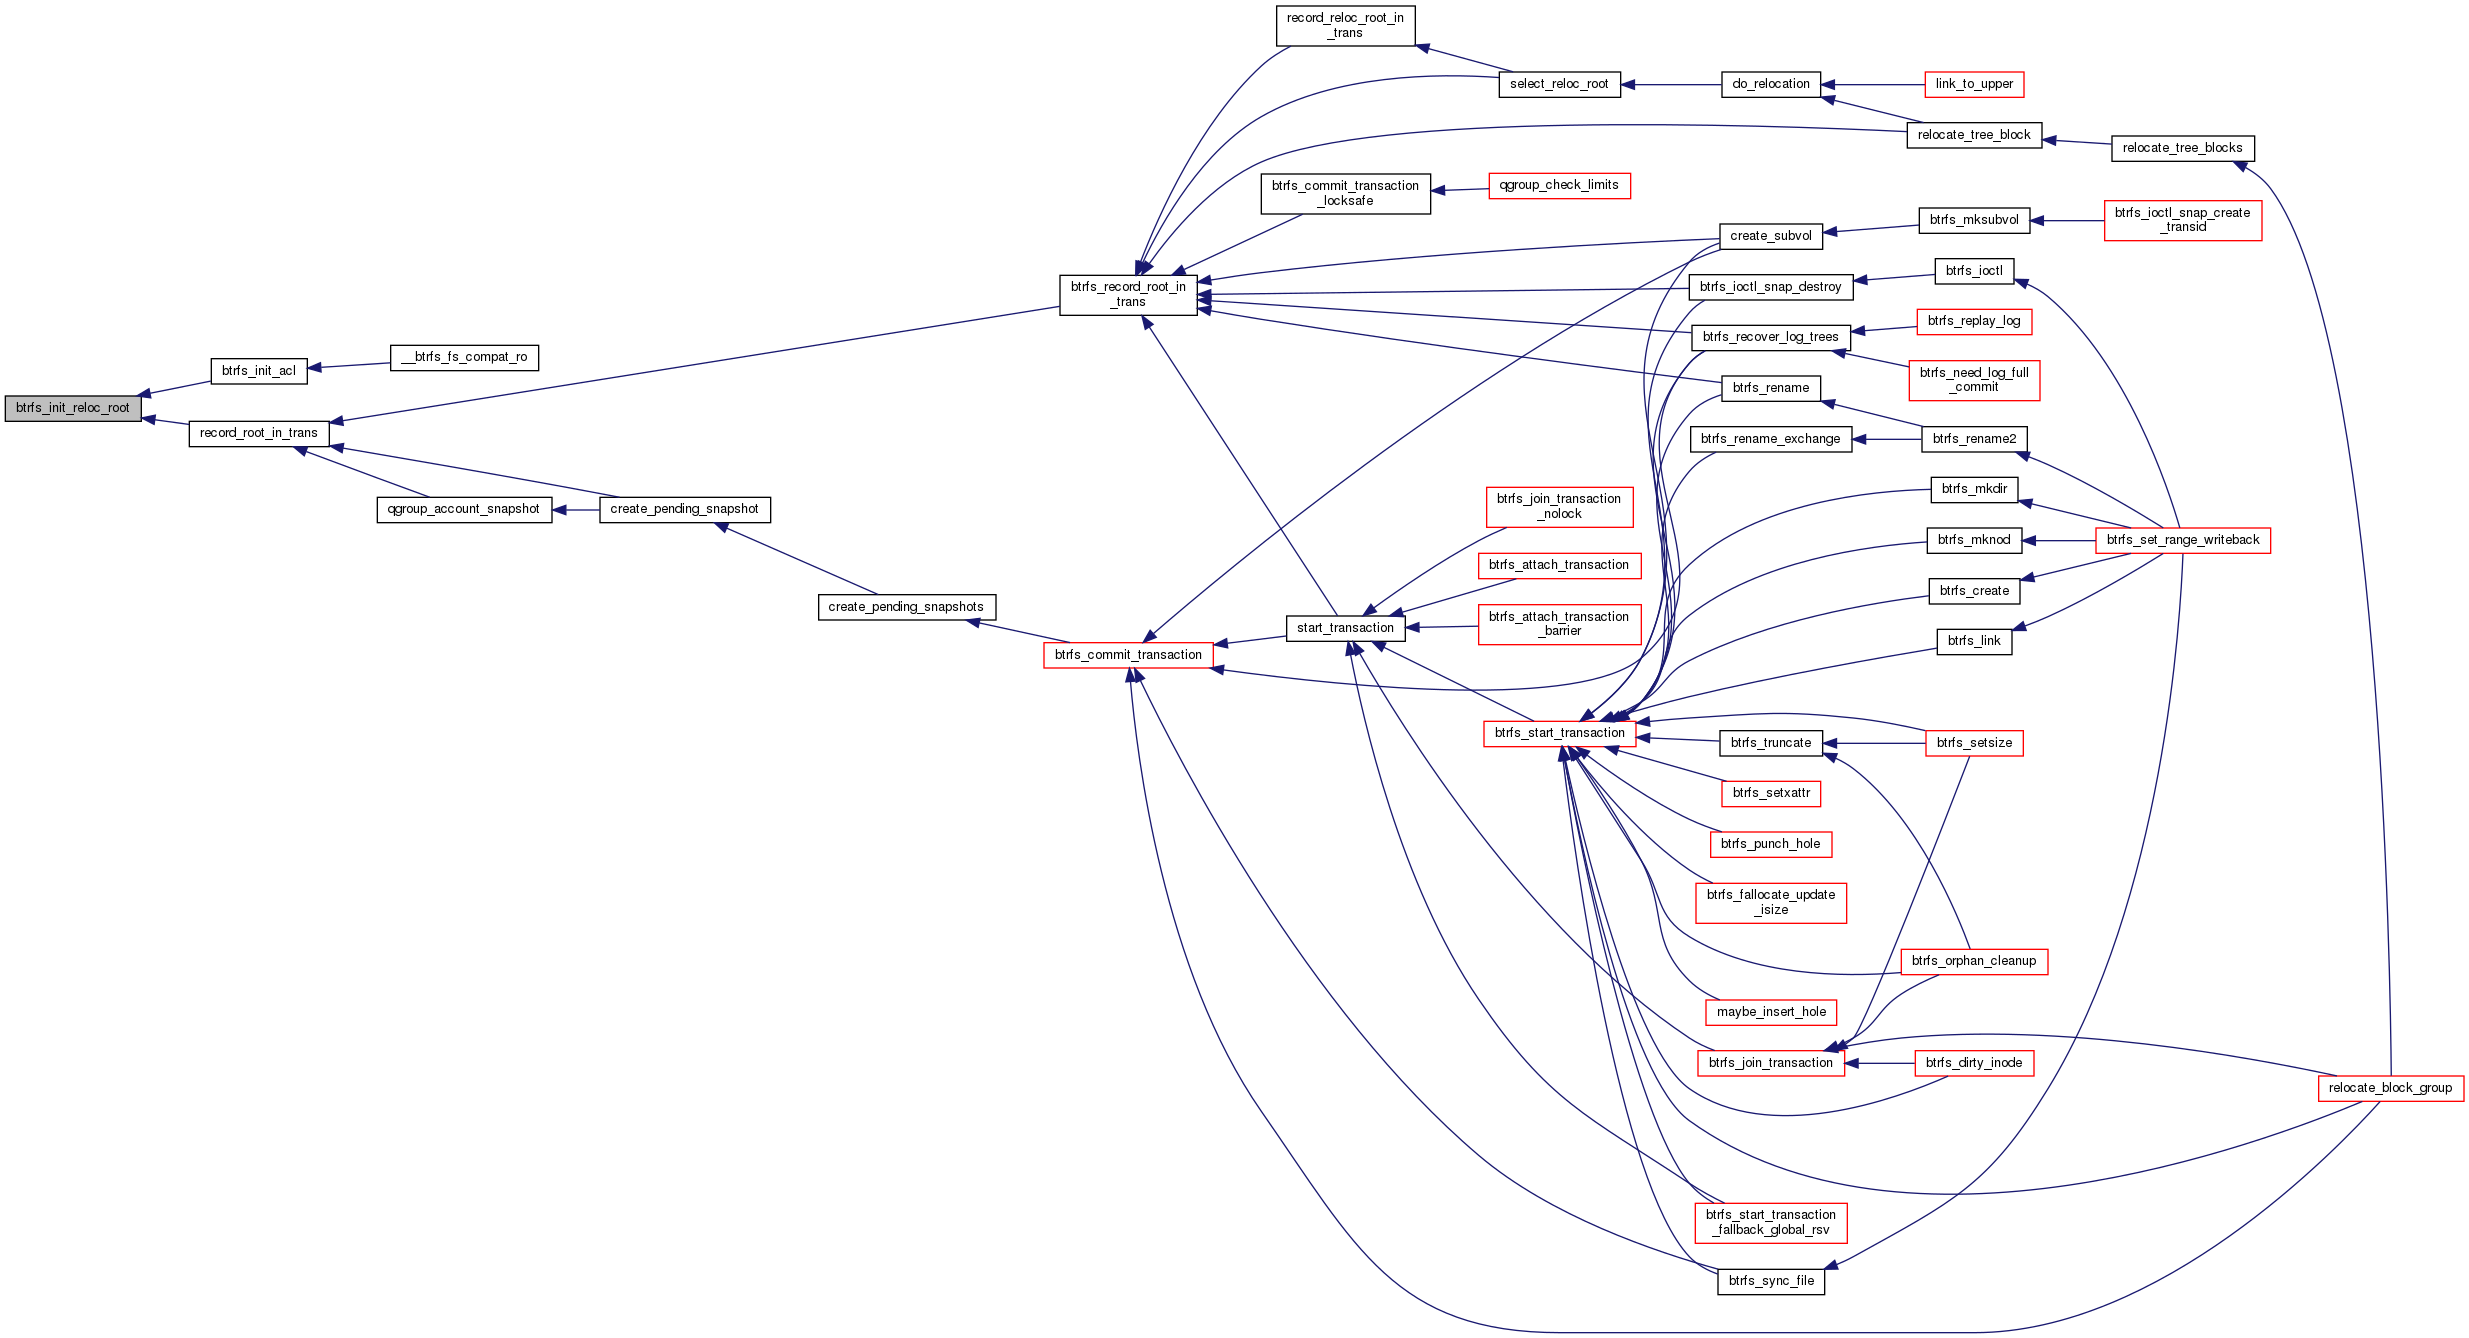 record_reloc_root_in
_trans
select_reloc_root
do_relocation
link_to_upper
relocate_tree_block
relocate_tree_blocks
btrfs_commit_transaction
_locksafe
qgroup_check_limits
create_subvol
btrfs_mksubvol
btrfs_ioctl_snap_create
_transid
btrfs_record_root_in
_trans
btrfs_ioctl_snap_destroy
btrfs_ioctl
btrfs_recover_log_trees
btrfs_replay_log
btrfs_need_log_full
_commit
__btrfs_fs_compat_ro
btrfs_init_acl
btrfs_rename
btrfs_init_reloc_root
record_root_in_trans
btrfs_rename_exchange
btrfs_rename2
btrfs_mkdir
btrfs_join_transaction
_nolock
qgroup_account_snapshot
create_pending_snapshot
btrfs_mknod
btrfs_set_range_writeback
btrfs_attach_transaction
btrfs_create
create_pending_snapshots
start_transaction
btrfs_attach_transaction
_barrier
btrfs_link
btrfs_commit_transaction
btrfs_start_transaction
btrfs_truncate
btrfs_setsize
btrfs_setxattr
btrfs_punch_hole
btrfs_fallocate_update
_isize
btrfs_orphan_cleanup
maybe_insert_hole
btrfs_join_transaction
btrfs_dirty_inode
relocate_block_group
btrfs_start_transaction
_fallback_global_rsv
btrfs_sync_file